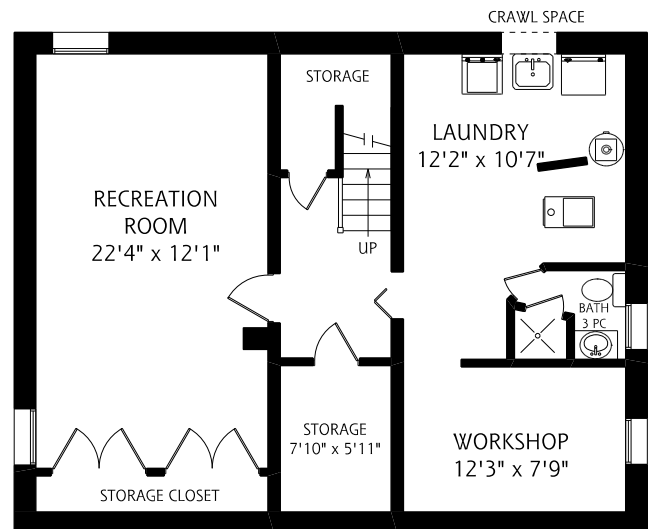 CRAWL SPACE
STORAGE
LAUNDRY
12'2" x 10'7"
RECREATION
ROOM
22'4" x 12'1"
UP
BATH
3 PC
STORAGE
7'10" x 5'11"
WORKSHOP
12'3" x 7'9"
STORAGE CLOSET